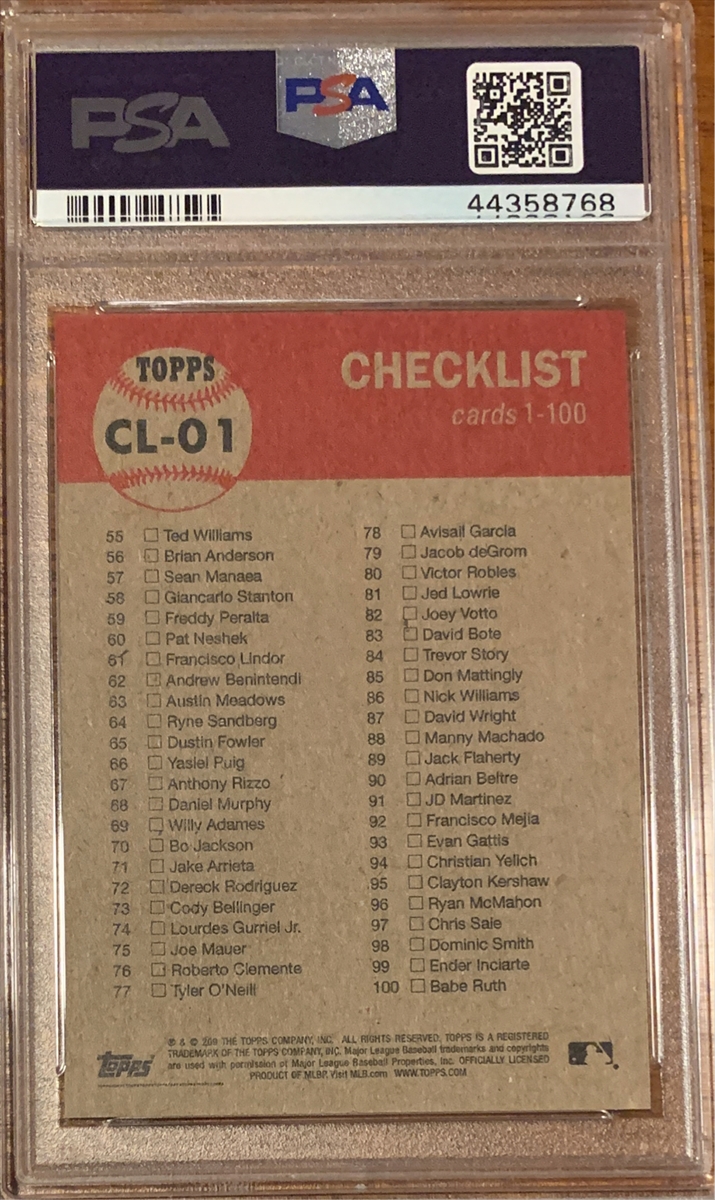 PSA
PSA
44358768
TOPPS
CL-01
CHECKLIST
cards 1-100
55 Ted Williams
56 Brian Anderson
57 Sean Manaea
58 Giancarlo Stanton
59 Freddy Peralta
60 Pat Neshek
61 Francisco Lindor
62 Andrew Benintendi
63 Austin Meadows
64 Ryne Sandberg
65 Dustin Fowler
66 Yasiel Puig
67 Anthony Rizzo
68 Daniel Murphy
69 Willy Adames
70 Bo Jackson
71 Jake Arrieta
72 Dereck Rodriguez
73 Cody Bellinger
74 Lourdes Gurriel Jr.
75 Joe Mauer
76 Roberto Clemente
77 Tyler O'Neill
78 Avisail Garcia
79 Jacob deGrom
80 Victor Robles
81 Jed Lowrie
82 Joey Votto
83 David Bote
84 Trevor Story
85 Don Mattingly
86 Nick Williams
87 David Wright
88 Manny Machado
89 Jack Flaherty
90 Adrian Beltre
91 JD Martinez
92 Francisco Mejia
93 Evan Gattis
94 Christian Yelich
95 Clayton Kershaw
96 Ryan McMahon
97 Chris Sale
98 Dominic Smith
99 Ender Inciarte
100 Babe Ruth
TOPPS
® & © THE TOPPS COMPANY, INC. ALL RIGHTS RESERVED. TOPPS IS A REGISTERED
TRADEMARK OF THE TOPPS COMPANY, INC. Major League Baseball trademarks and copyrights
are used with permission of Major League Baseball Properties, Inc. OFFICIALLY LICENSED
PRODUCT OF MLBP. Visit MLB.com WWW.TOPPS.COM